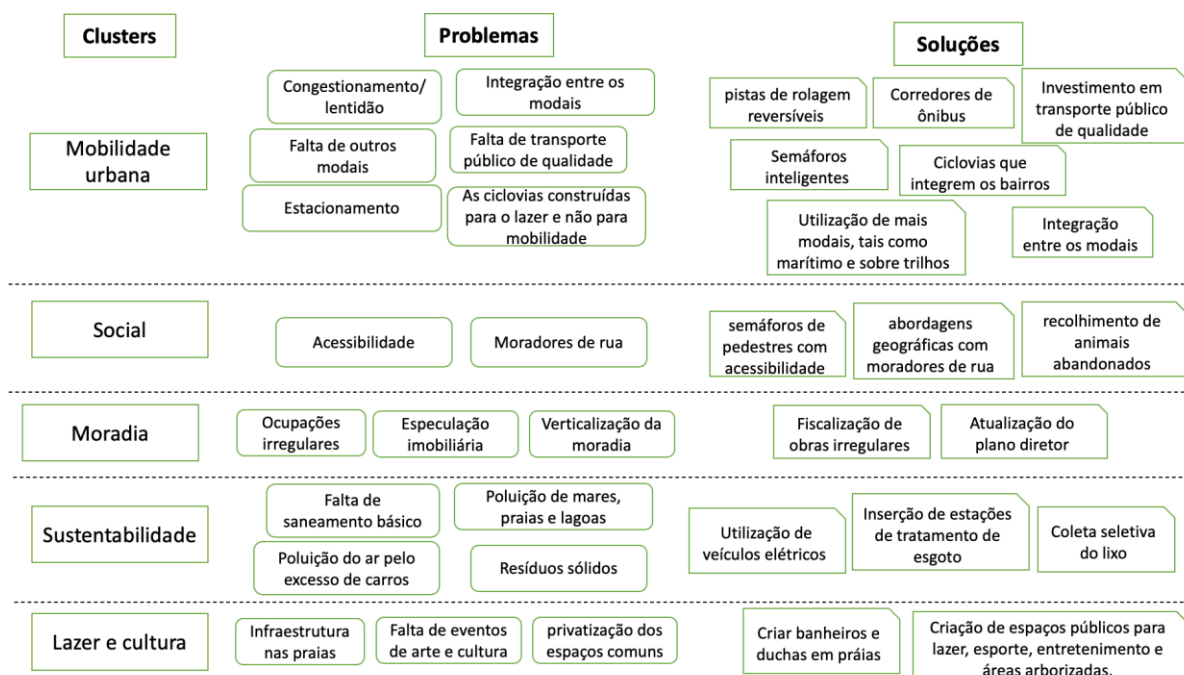 Clusters
Problemas
Soluções
Mobilidade
urbana
Congestionamento/
lentidão
Integração entre os
modais
Falta de outros
modais
Falta de transporte
público de qualidade
Estacionamento
As ciclovias construídas
para o lazer e não para
mobilidade
pistas de rolagem
reversíveis
Corredores de
ônibus
Investimento em
transporte público
de qualidade
Semáforos
inteligentes
Ciclovias que
integrem os bairros
Utilização de mais
modais, tais como
marítimo e sobre trilhos
Integração
entre os modais
Social
Acessibilidade
Moradores de rua
semáforos de
pedestres com
acessibilidade
abordagens
geográficas com
moradores de rua
recolhimento de
animais
abandonados
Moradia
Ocupações
irregulares
Especulação
imobiliária
Verticalização da
moradia
Fiscalização de
obras irregulares
Atualização do
plano diretor
Sustentabilidade
Falta de
saneamento básico
Poluição de mares,
praias e lagoas
Poluição do ar pelo
excesso de carros
Resíduos sólidos
Utilização de
veículos elétricos
Inserção de estações
de tratamento de
esgoto
Coleta seletiva
do lixo
Lazer e cultura
Infraestrutura
nas praias
Falta de eventos
de arte e cultura
privatização dos
espaços comuns
Criar banheiros e
duchas em práias
Criação de espaços públicos para
lazer, esporte, entretenimento e
áreas arborizadas.